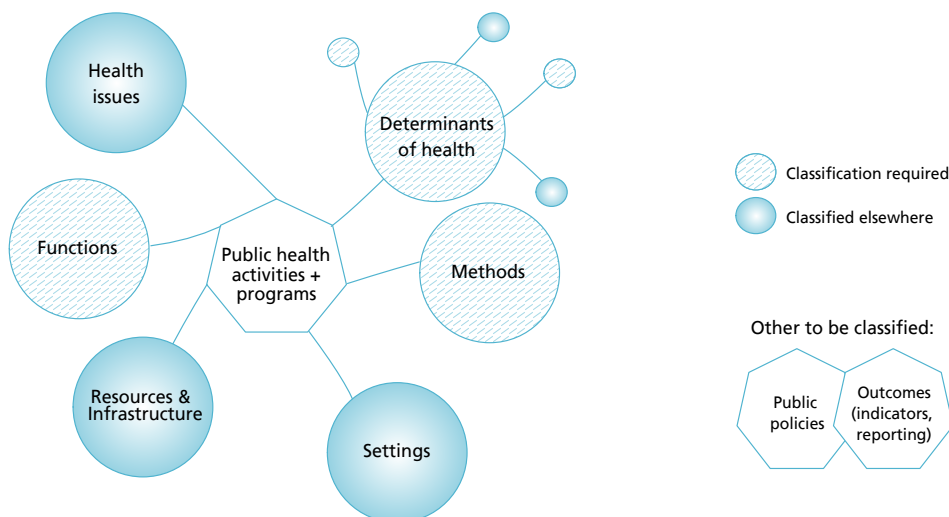 Health
issues
Determinants
of health
Functions
Public health
activities +
programs
Methods
Resources &
Infrastructure
Settings
Classification required
Classified elsewhere
Other to be classified:
Public
policies
Outcomes
(indicators,
reporting)